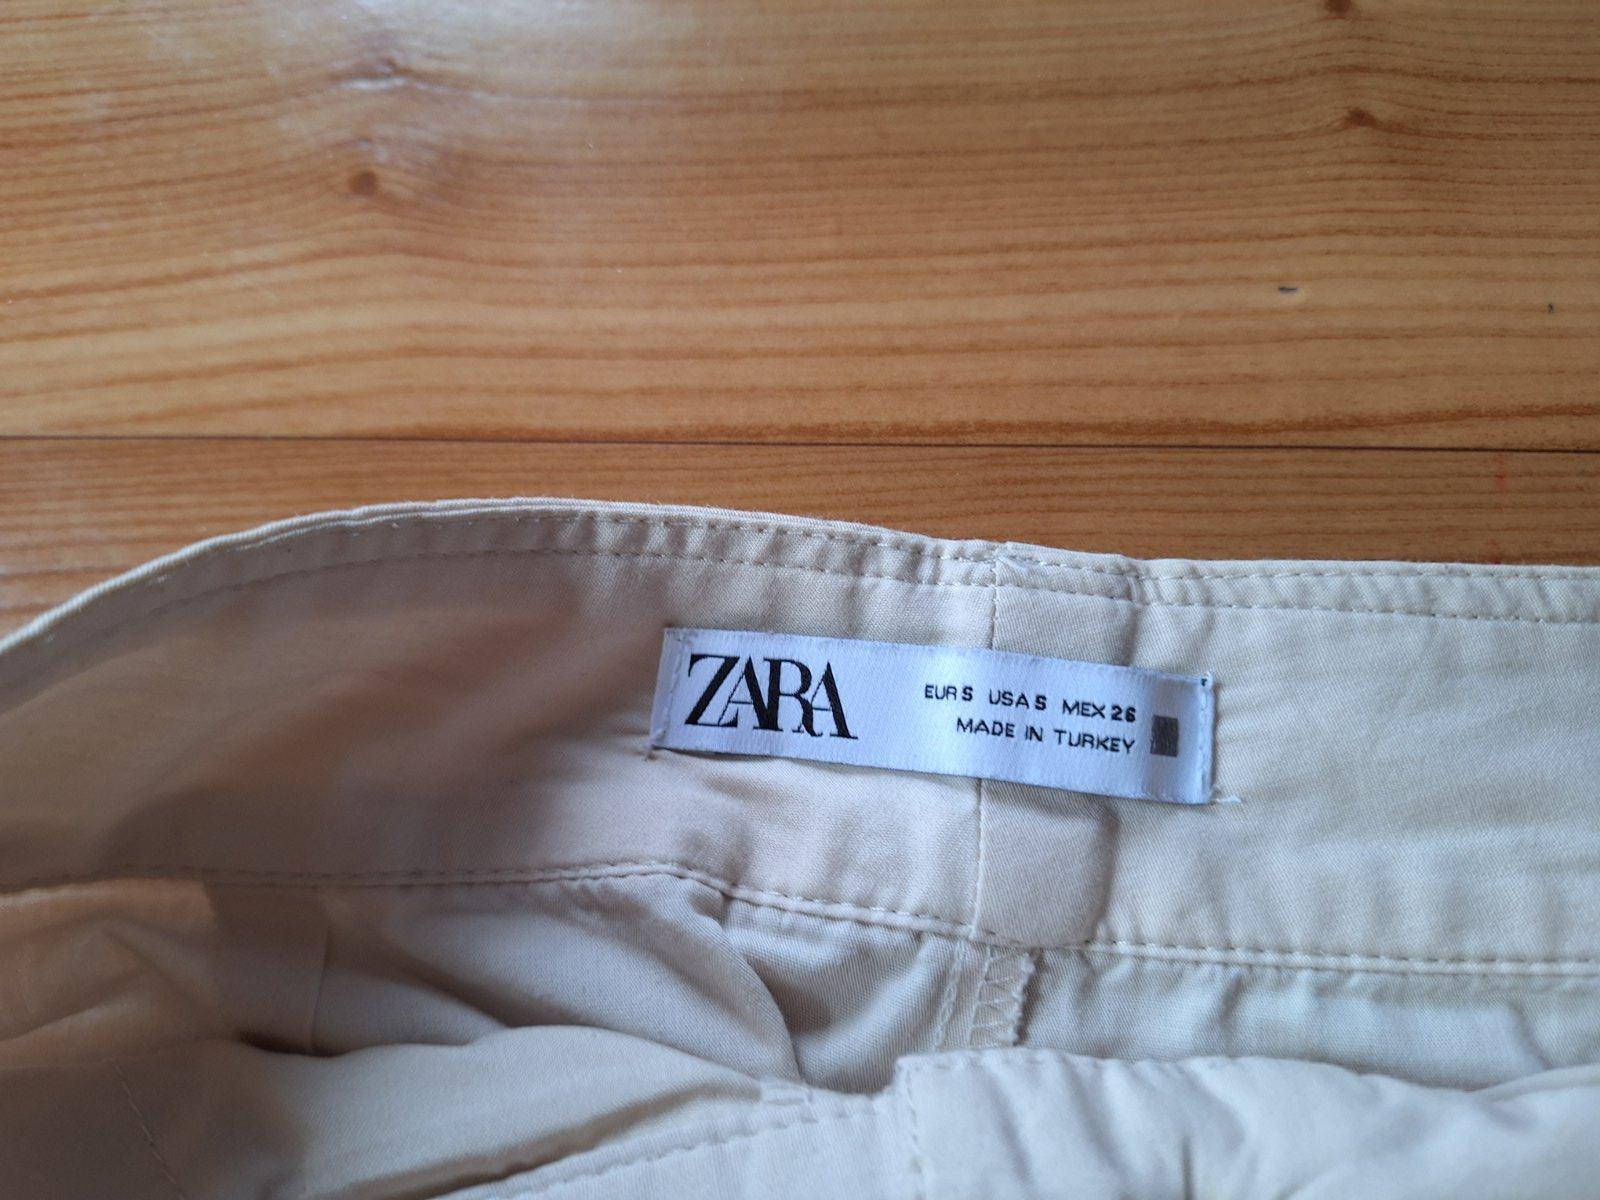 ZARA
EUR S USA S MEX 26
MADE IN TURKEY